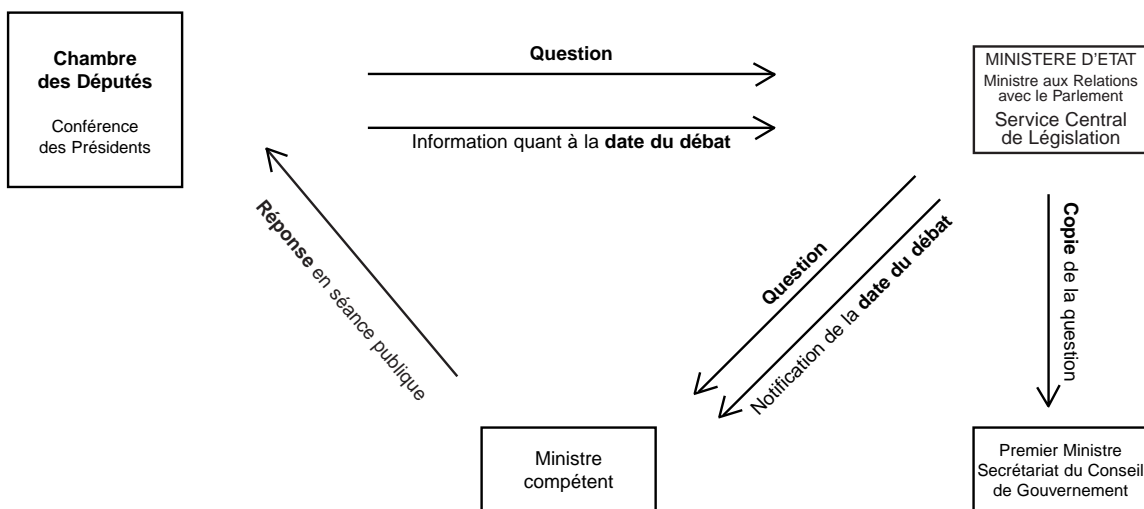 Chambre
des Députés
Conférence
des Présidents
Question
Information quant à la date du débat
MINISTERE D'ETAT
Ministre aux Relations
avec le Parlement
Service Central
de Législation
Réponse en séance publique
Question
Notification de la date du débat
Copie de la question
Ministre
compétent
Premier Ministre
Secrétariat du Conseil
de Gouvernement